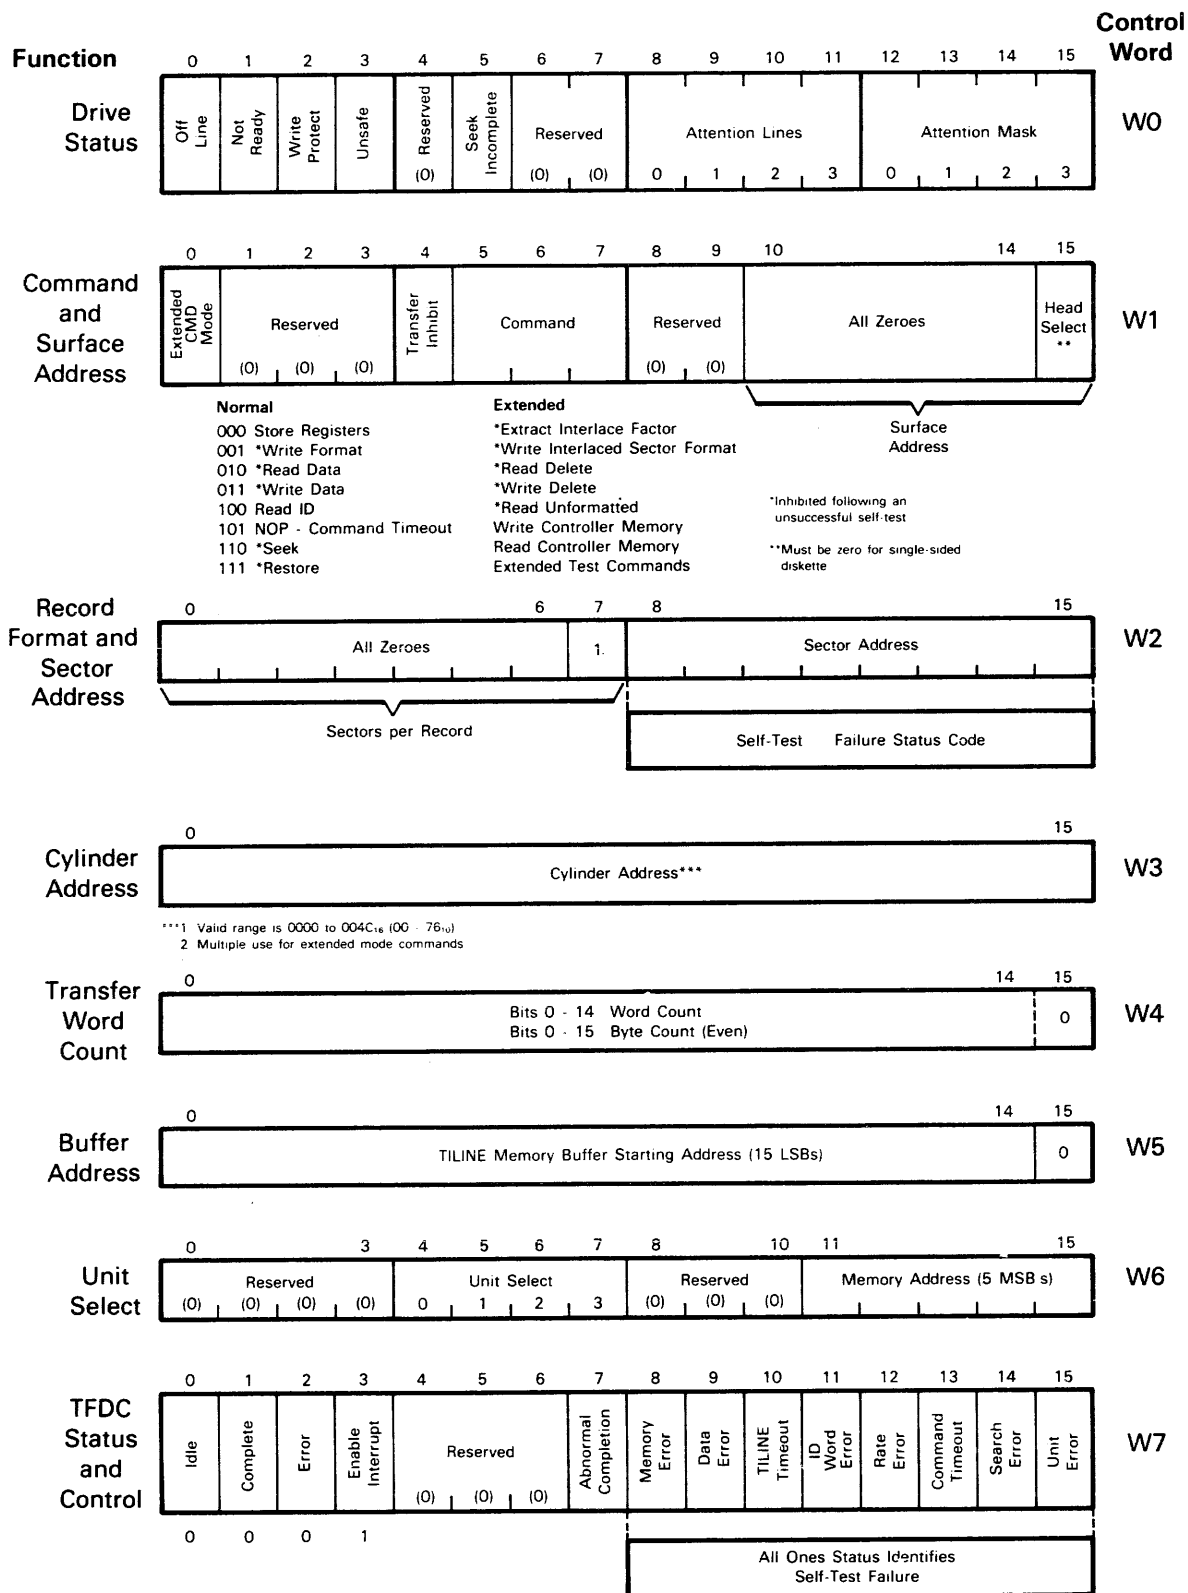 Function
Control
Word
0 1 2 3 4 5 6 7 8 9 10 11 12 13 14 15
Drive
Status
Off
Line
Not
Ready
Write
Protect
Unsafe
Reserved
(0)
Seek
Incomplete
Reserved
(0) (0)
Attention Lines
0 1 2 3
Attention Mask
0 1 2 3
W0
0 1 2 3 4 5 6 7 8 9 10 14 15
Command
and
Surface
Address
Extended
CMD
Mode
Reserved
(0) (0) (0)
Transfer
Inhibit
Command
Reserved
(0) (0)
All Zeroes
Head
Select
**
W1
Surface
Address
Normal
000 Store Registers
001 *Write Format
010 *Read Data
011 *Write Data
100 Read ID
101 NOP - Command Timeout
110 *Seek
111 *Restore
Extended
*Extract Interlace Factor
*Write Interlaced Sector Format
*Read Delete
*Write Delete
*Read Unformatted
Write Controller Memory
Read Controller Memory
Extended Test Commands
*Inhibited following an
unsuccessful self-test
**Must be zero for single-sided
diskette
Record
Format and
Sector
Address
0 6 7 8 15
All Zeroes
1.
Sector Address
W2
Sectors per Record
Self-Test Failure Status Code
0 15
Cylinder
Address
Cylinder Address***
W3
***1 Valid range is 0000 to 004C₁₆ (00 - 76₁₀)
2 Multiple use for extended mode commands
0 14 15
Transfer
Word
Count
Bits 0 - 14 Word Count
Bits 0 - 15 Byte Count (Even)
0
W4
0 14 15
Buffer
Address
TILINE Memory Buffer Starting Address (15 LSBs)
0
W5
0 3 4 5 6 7 8 10 11 15
Unit
Select
Reserved
(0) (0) (0) (0)
Unit Select
0 1 2 3
Reserved
(0) (0) (0)
Memory Address (5 MSB s)
W6
0 1 2 3 4 5 6 7 8 9 10 11 12 13 14 15
TFDC
Status
and
Control
Idle
Complete
Error
Enable
Interrupt
Reserved
(0) (0) (0)
Abnormal
Completion
Memory
Error
Data
Error
TILINE
Timeout
ID
Word
Error
Rate
Error
Command
Timeout
Search
Error
Unit
Error
W7
0 0 0 1
All Ones Status Identifies
Self-Test Failure